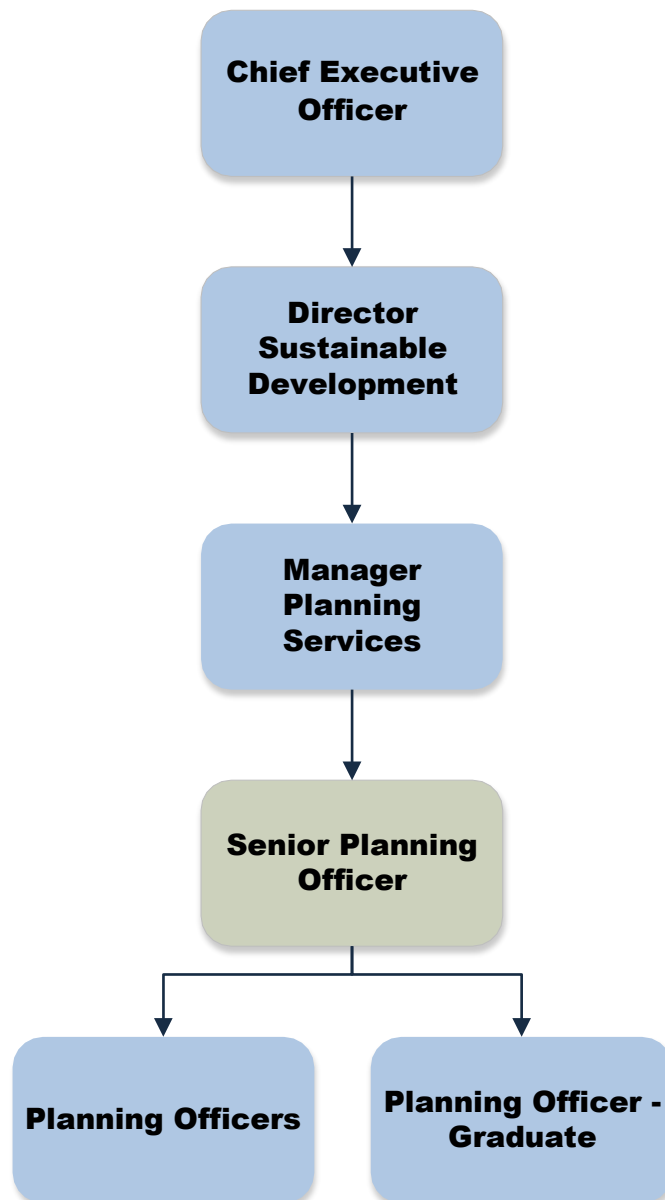 Chief Executive
Officer
Director
Sustainable
Development
Manager
Planning
Services
Senior Planning
Officer
Planning Officers
Planning Officer -
Graduate